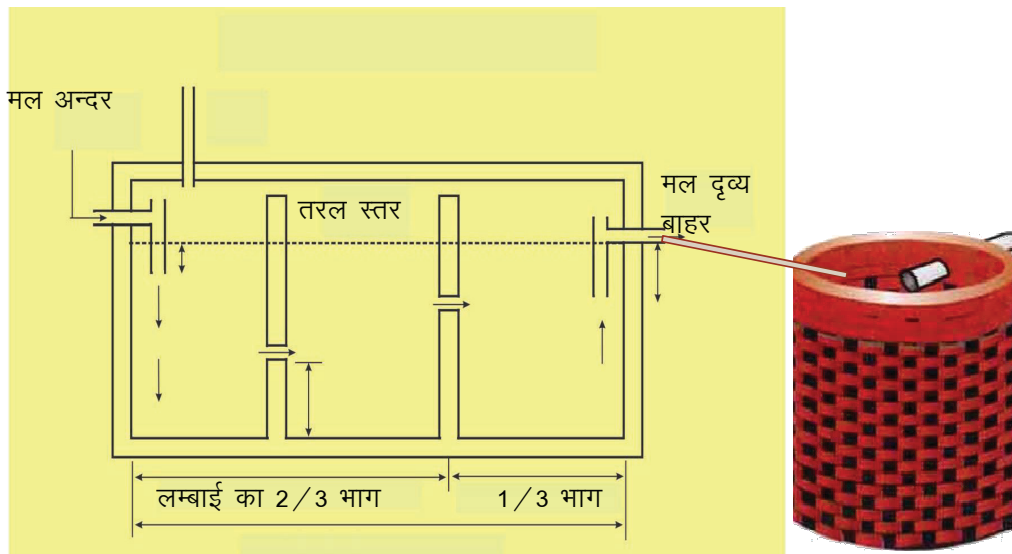 मल अन्दर
तरल स्तर
मल दृव्य
बाहर
लम्बाई का 2/3 भाग
1/3 भाग